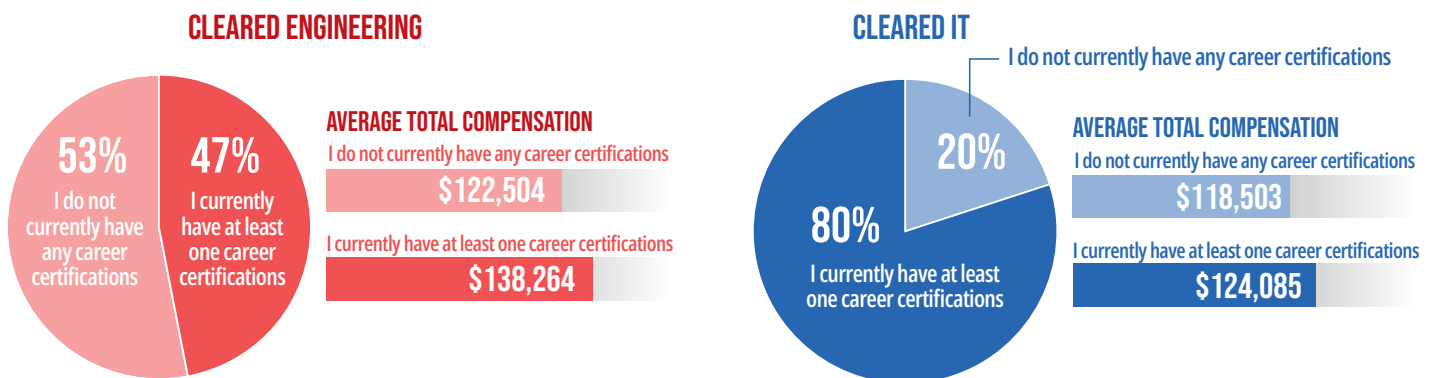 CLEARED ENGINEERING
53%
I do not
currently have
any career
certifications
47%
I currently
have at least
one career
certifications
AVERAGE TOTAL COMPENSATION
I do not currently have any career certifications
$122,504
I currently have at least one career certifications
$138,264
CLEARED IT
I do not currently have any career certifications
20%
80%
I currently have at least
one career certifications
AVERAGE TOTAL COMPENSATION
I do not currently have any career certifications
$118,503
I currently have at least one career certifications
$124,085